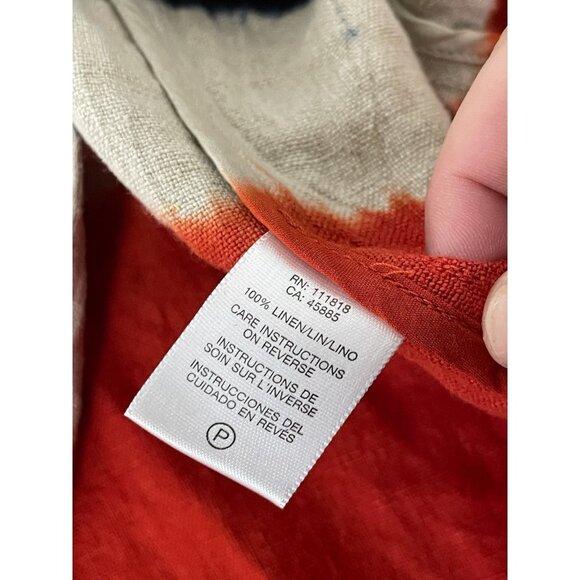 RN: 111818
CA: 45885
100% LINEN/LIN/LINO
CARE INSTRUCTIONS
ON REVERSE
INSTRUCTIONS DE
SOIN SUR L'INVERSE
INSTRUCCIONES DEL
CUIDADO EN REVÉS
P